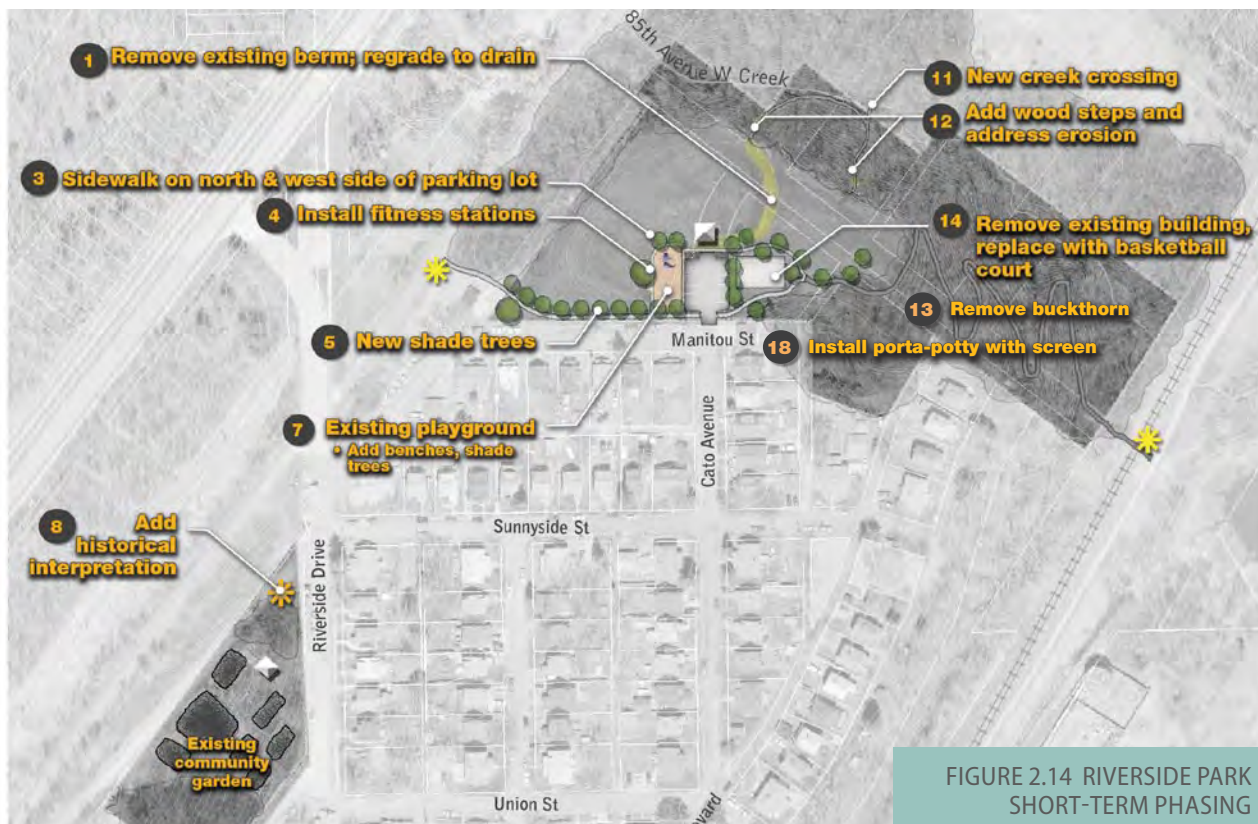 85th Avenue W Creek
1 Remove existing berm; regrade to drain
11 New creek crossing
12 Add wood steps and
address erosion
3 Sidewalk on north & west side of parking lot
4 Install fitness stations
14 Remove existing building,
replace with basketball
court
13 Remove buckthorn
5 New shade trees
Manitou St
18 Install porta-potty with screen
7 Existing playground
• Add benches, shade
trees
Cato Avenue
Sunnyside St
8 Add
historical
interpretation
Riverside Drive
Existing
community
garden
Union St
FIGURE 2.14 RIVERSIDE PARK
SHORT-TERM PHASING